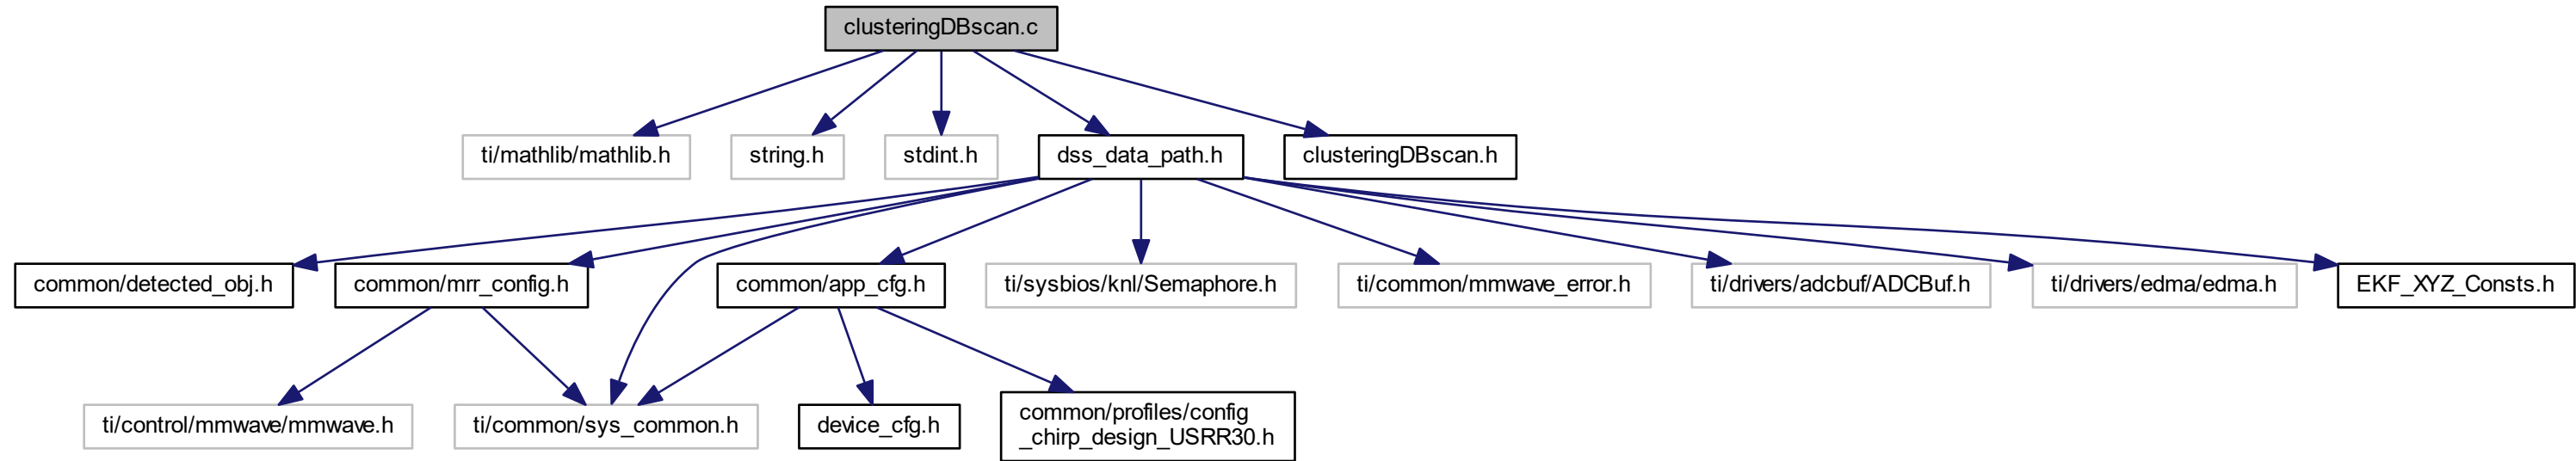 clusteringDBscan.c
ti/mathlib/mathlib.h
string.h
stdint.h
dss_data_path.h
clusteringDBscan.h
common/detected_obj.h
common/mrr_config.h
common/app_cfg.h
ti/sysbios/knl/Semaphore.h
ti/common/mmwave_error.h
ti/drivers/adcbuf/ADCBuf.h
ti/drivers/edma/edma.h
EKF_XYZ_Consts.h
ti/control/mmwave/mmwave.h
ti/common/sys_common.h
device_cfg.h
common/profiles/config
_chirp_design_USRR30.h